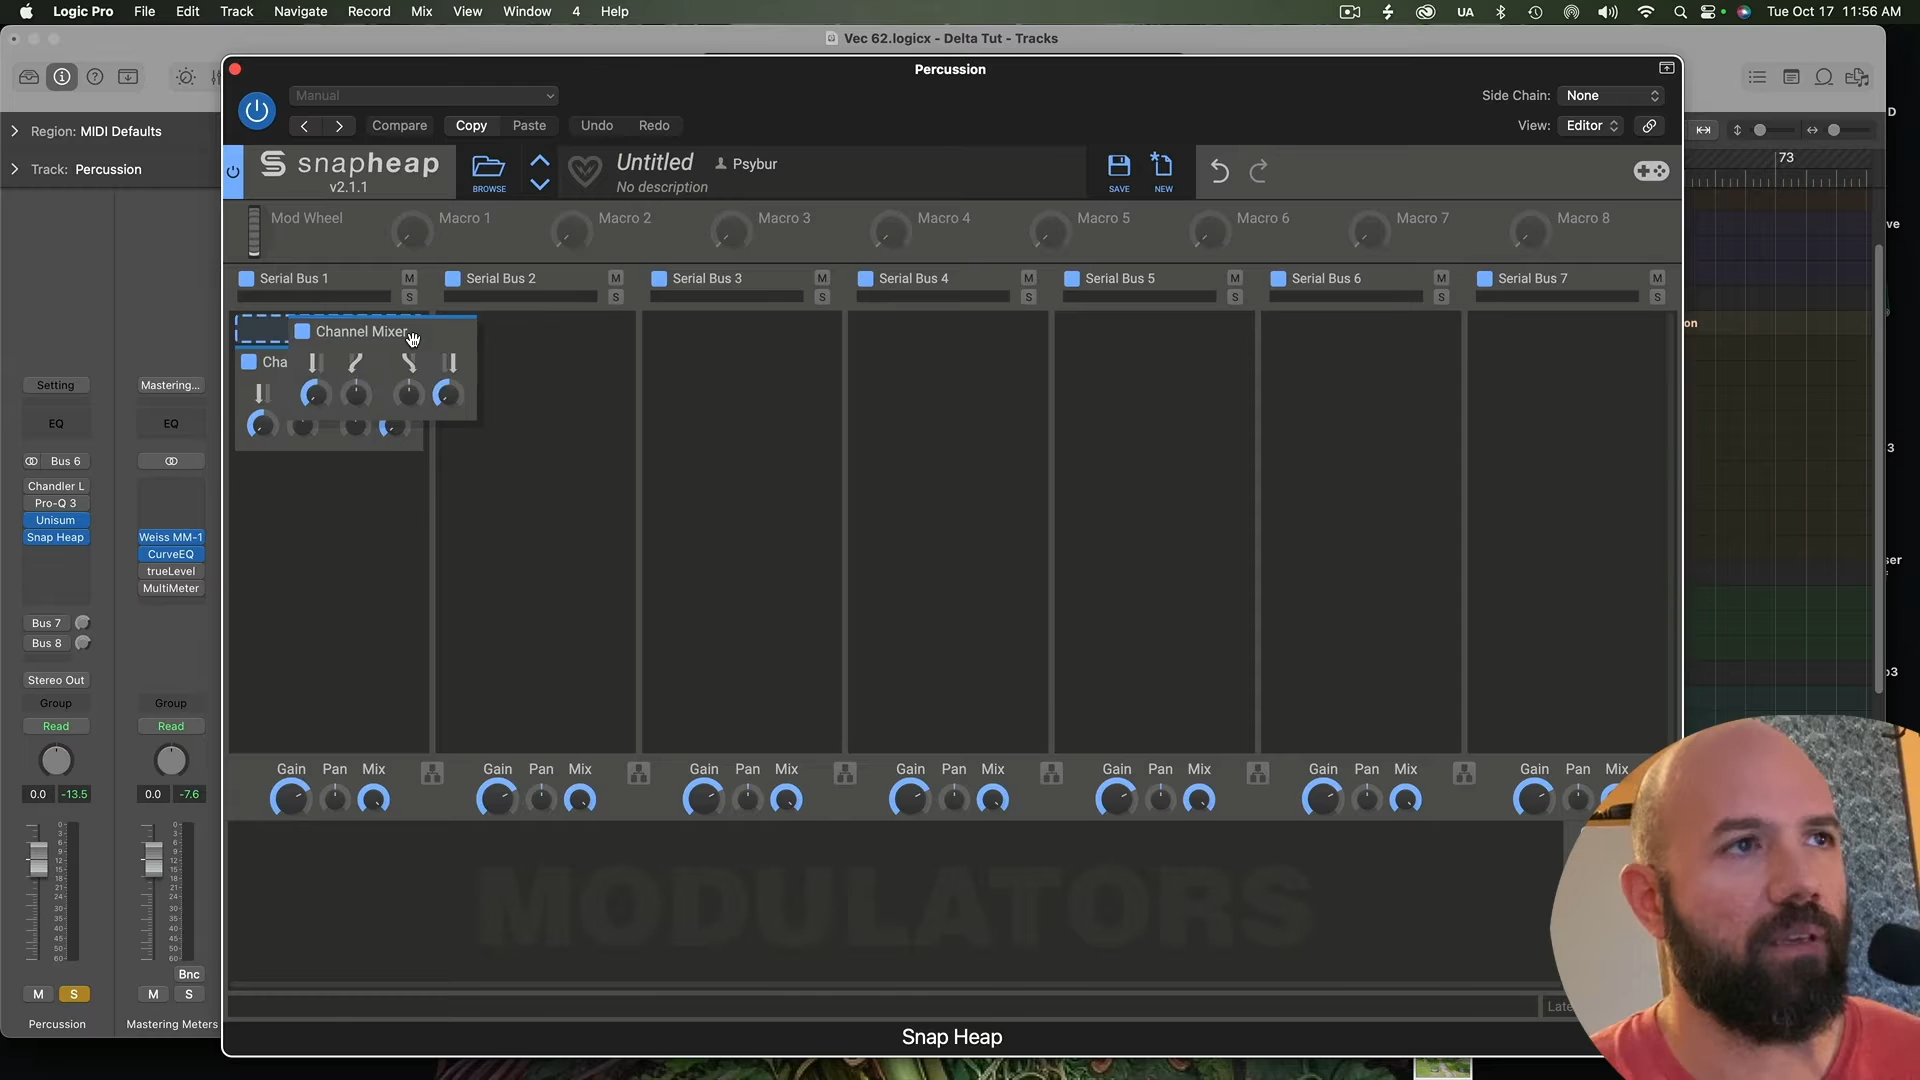 Logic Pro File Edit Track Navigate Record Mix View Window 4 Help UA Tue Oct 17 11:56 AM
Vec 62.logicx - Delta Tut - Tracks
Percussion
Manual
Side Chain: None
Compare Copy Paste Undo Redo
View: Editor
Region: MIDI Defaults
Track: Percussion
snapheap
v2.1.1
BROWSE
Untitled
Psybur
No description
SAVE
NEW
73
Mod Wheel Macro 1 Macro 2 Macro 3 Macro 4 Macro 5 Macro 6 Macro 7 Macro 8
Serial Bus 1 M Serial Bus 2 M Serial Bus 3 M Serial Bus 4 M Serial Bus 5 M Serial Bus 6 M Serial Bus 7 M
S S S S S S S
Channel Mixer
Cha
Setting Mastering...
EQ EQ
Bus 6
Chandler L
Pro-Q 3
Unisum
Snap Heap
Weiss MM-1
CurveEQ
trueLevel
MultiMeter
Bus 7
Bus 8
Stereo Out
Group Group
Read Read
0.0 -13.5 0.0 -7.6
Gain Pan Mix Gain Pan Mix Gain Pan Mix Gain Pan Mix Gain Pan Mix Gain Pan Mix Gain Pan Mix
MODULATORS
Bnc
M S M S
Percussion Mastering Meters
Late
Snap Heap